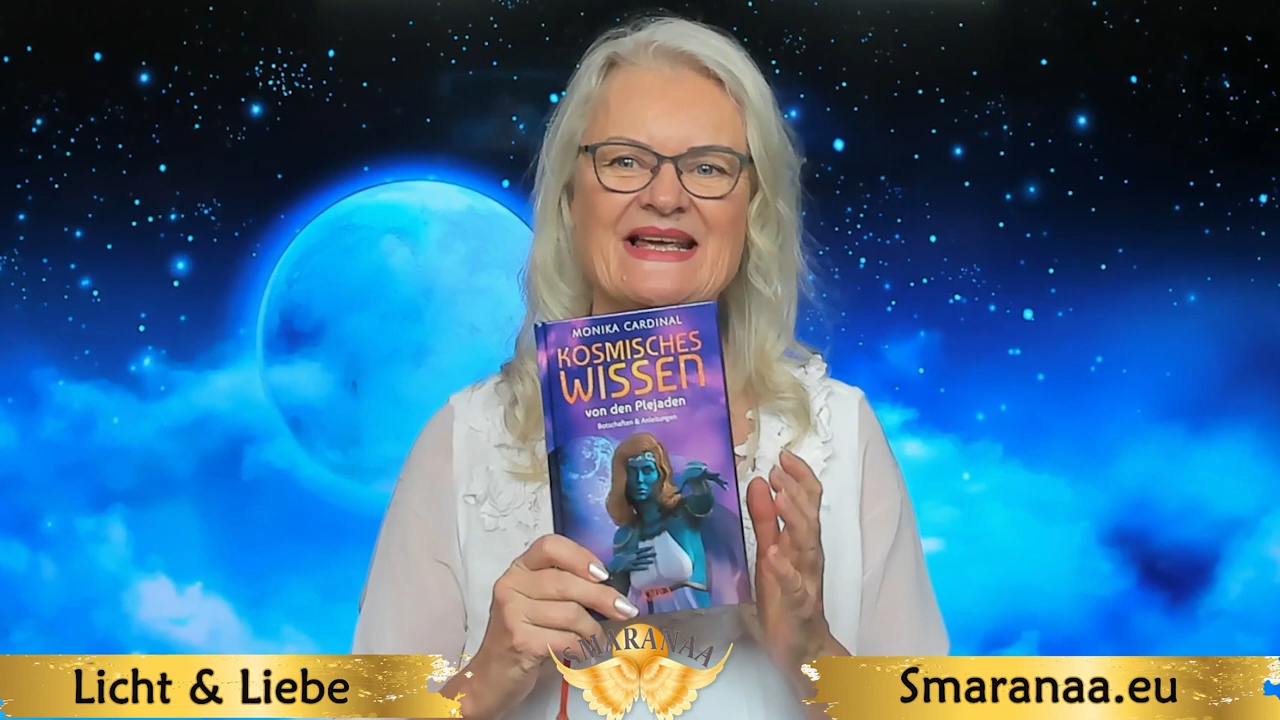 MONIKA CARDINAL
KOSMISCHES
WISSEN
von den Plejaden
Botschaften & Anleitungen
SMARANAA
Licht & Liebe
Smaranaa.eu